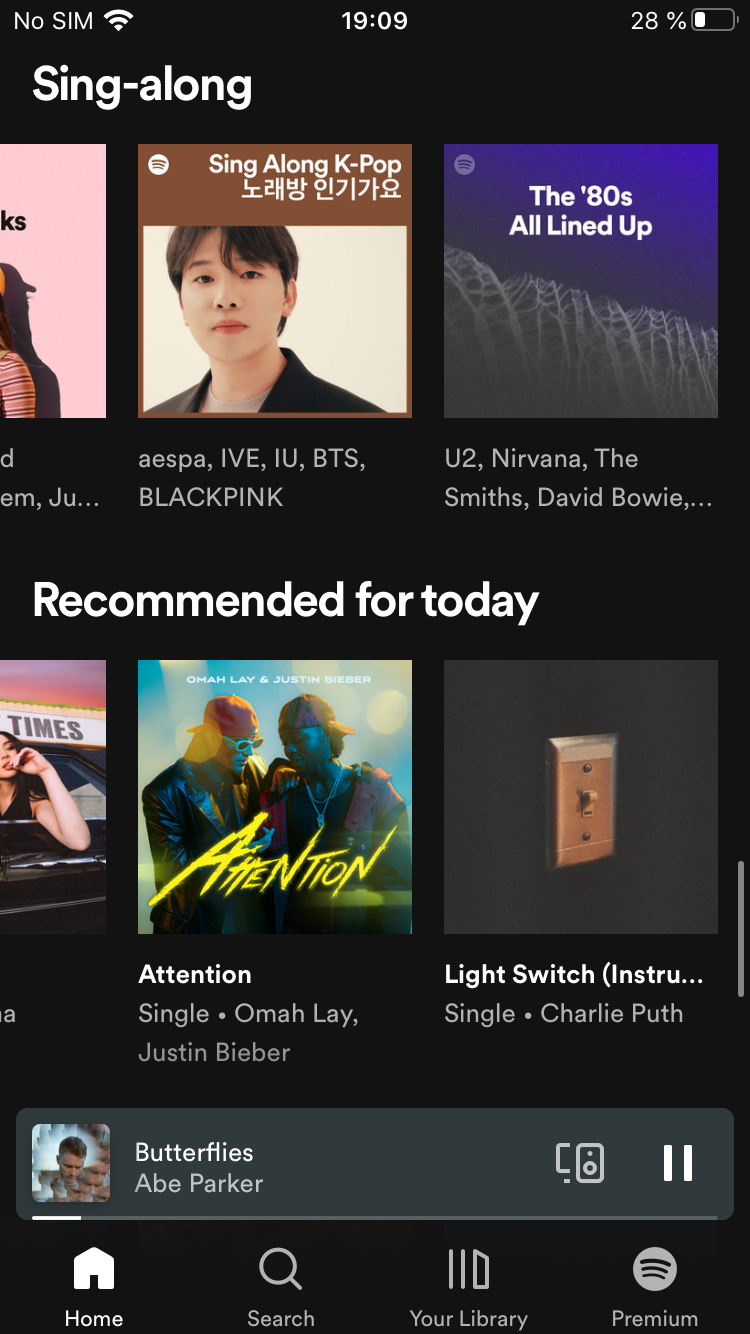 No SIM 19:09 28 %
Sing-along
ks
Sing Along K-Pop
노래방 인기가요
The '80s
All Lined Up
d
em, Ju...
aespa, IVE, IU, BTS,
BLACKPINK
U2, Nirvana, The
Smiths, David Bowie,...
Recommended for today
TIMES
OMAH LAY & JUSTIN BIEBER
ATTENTION
a
Attention
Single • Omah Lay,
Justin Bieber
Light Switch (Instru...
Single • Charlie Puth
Butterflies
Abe Parker
Home
Search
Your Library
Premium